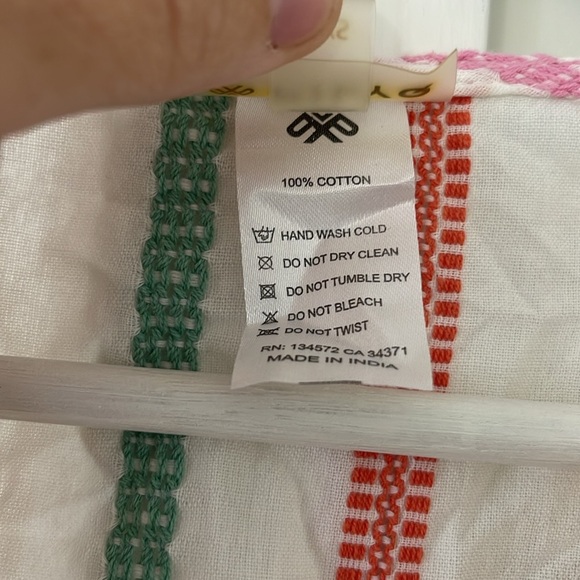 100% COTTON
HAND WASH COLD
DO NOT DRY CLEAN
DO NOT TUMBLE DRY
DO NOT BLEACH
DO NOT TWIST
RN: 134572 CA 34371
MADE IN INDIA